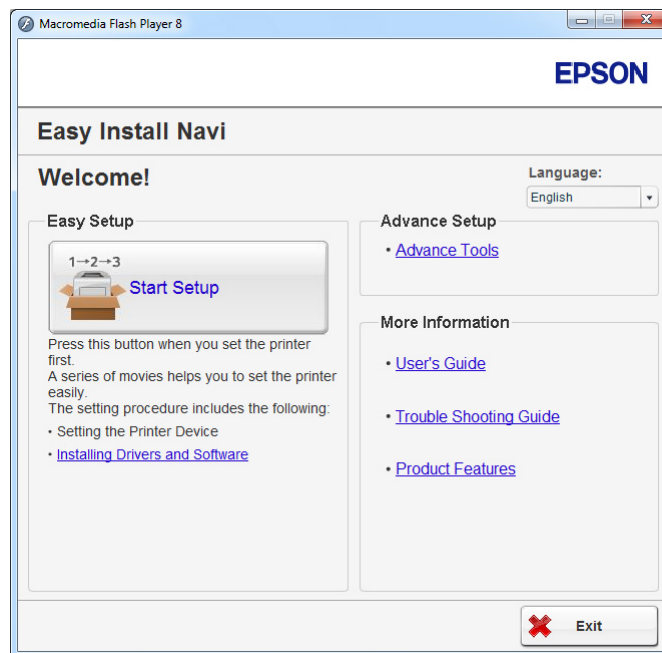 Macromedia Flash Player 8
EPSON
Easy Install Navi
Welcome!
Language:
English
Easy Setup
1→2→3
Start Setup
Press this button when you set the printer
first.
A series of movies helps you to set the printer
easily.
The setting procedure includes the following:
• Setting the Printer Device
• Installing Drivers and Software
Advance Setup
• Advance Tools
More Information
• User's Guide
• Trouble Shooting Guide
• Product Features
Exit